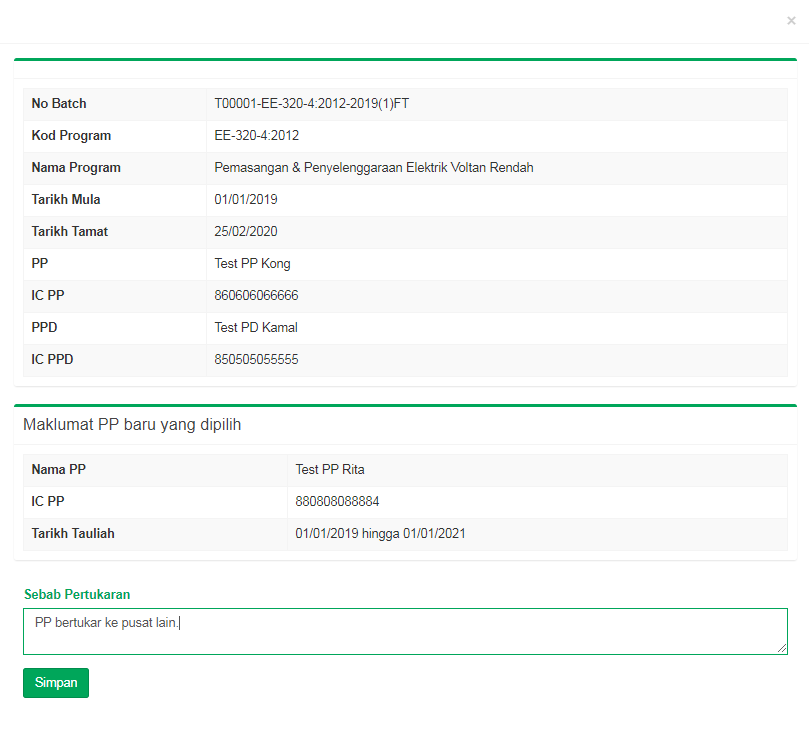 ×
No Batch T00001-EE-320-4:2012-2019(1)FT
Kod Program EE-320-4:2012
Nama Program Pemasangan & Penyelenggaraan Elektrik Voltan Rendah
Tarikh Mula 01/01/2019
Tarikh Tamat 25/02/2020
PP Test PP Kong
IC PP 860606066666
PPD Test PD Kamal
IC PPD 850505055555
Maklumat PP baru yang dipilih
Nama PP Test PP Rita
IC PP 880808088884
Tarikh Tauliah 01/01/2019 hingga 01/01/2021
Sebab Pertukaran
PP bertukar ke pusat lain.
Simpan